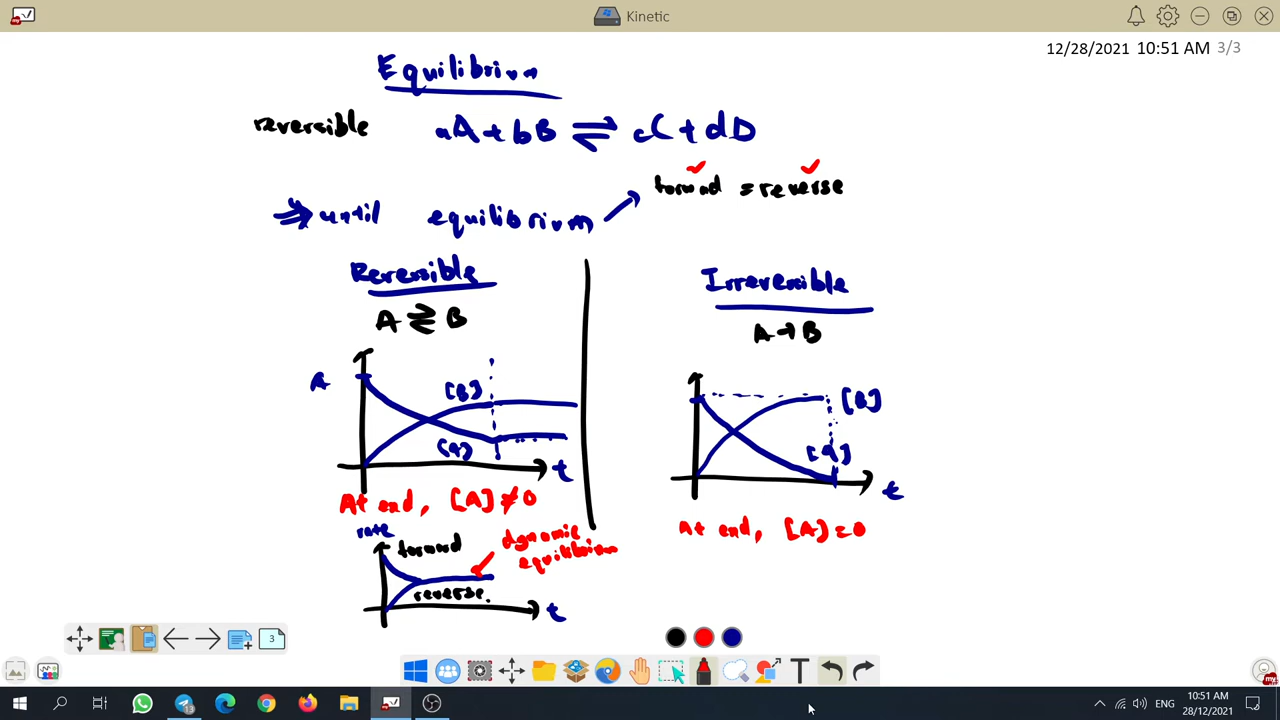 Kinetic
12/28/2021 10:51 AM 3/3
Equilibrium
reversible aA + bB ⇌ cC + dD
forward = reverse
⇒ until equilibrium
Reversible
A ⇄ B
A
[B]
[A]
t
At end, [A] ≠ 0
rate
forward
dynamic
equilibrium
reverse.
t
Irreversible
A → B
[B]
[A]
t
At end, [A] = 0
3
T
my
ENG
10:51 AM
28/12/2021